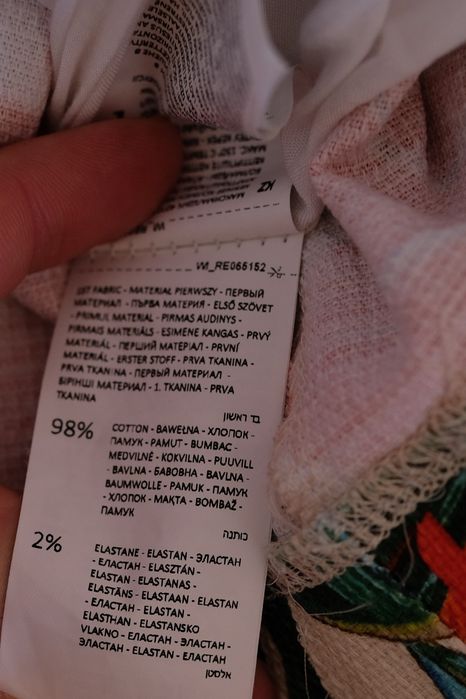 KZ
WI_RE065152
1ST FABRIC - MATERIAŁ PIERWSZY - ПЕРВЫЙ
МАТЕРИАЛ - ПЪРВА МАТЕРИЯ - ELSŐ SZÖVET
- PRIMUL MATERIAL - PIRMAS AUDINYS -
PIRMAIS MATERIĀLS - ESIMENE KANGAS - PRVÝ
MATERIÁL - ПЕРШИЙ МАТЕРІАЛ - PRVNÍ
MATERIÁL - ERSTER STOFF - PRVA TKANINA -
PRVA TKANINA - ПЕРВЫЙ МАТЕРИАЛ -
БІРІНШІ МАТЕРИАЛ - 1. TKANINA - PRVA
TKANINA
בד ראשון
98% COTTON - BAWEŁNA - ХЛОПОК -
ПАМУК - PAMUT - BUMBAC -
MEDVILNĖ - KOKVILNA - PUUVILL
- BAVLNA - БАВОВНА - BAVLNA -
BAUMWOLLE - PAMUK - ПАМУК
- ХЛОПОК - МАҚТА - BOMBAŽ -
ПАМУК
כותנה
2% ELASTANE - ELASTAN - ЭЛАСТАН
- ЕЛАСТАН - ELASZTÁN -
ELASTAN - ELASTANAS -
ELASTĀNS - ELASTAAN - ELASTAN
- ЕЛАСТАН - ELASTAN -
ELASTHAN - ELASTANSKO
VLAKNO - ЕЛАСТАН - ЭЛАСТАН -
ЭЛАСТАН - ELASTAN - ЕЛАСТАН
אלסטן